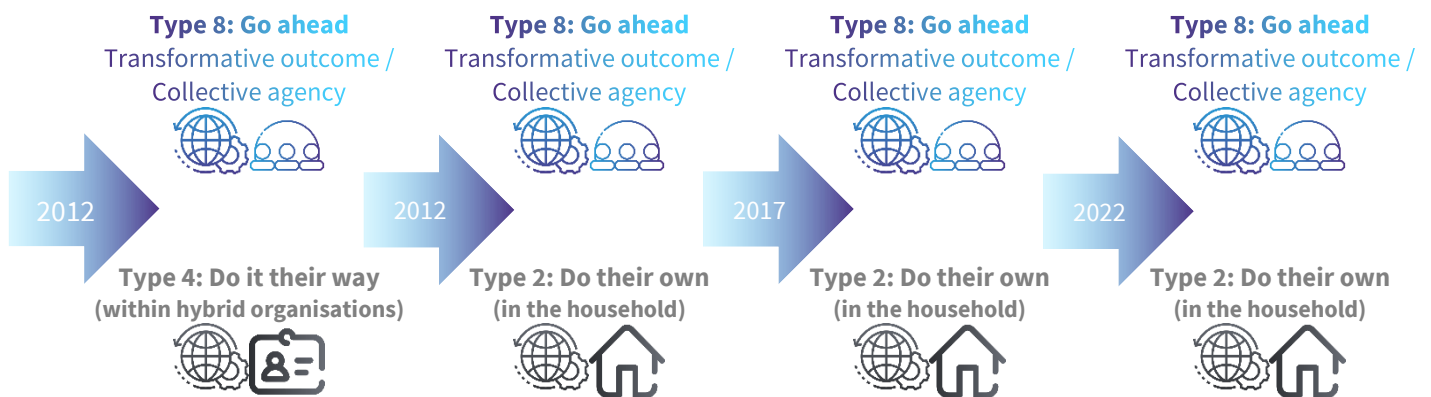 Type 8: Go ahead
Transformative outcome /
Collective agency
2012
Type 4: Do it their way
(within hybrid organisations)
Type 8: Go ahead
Transformative outcome /
Collective agency
2012
Type 2: Do their own
(in the household)
Type 8: Go ahead
Transformative outcome /
Collective agency
2017
Type 2: Do their own
(in the household)
Type 8: Go ahead
Transformative outcome /
Collective agency
2022
Type 2: Do their own
(in the household)